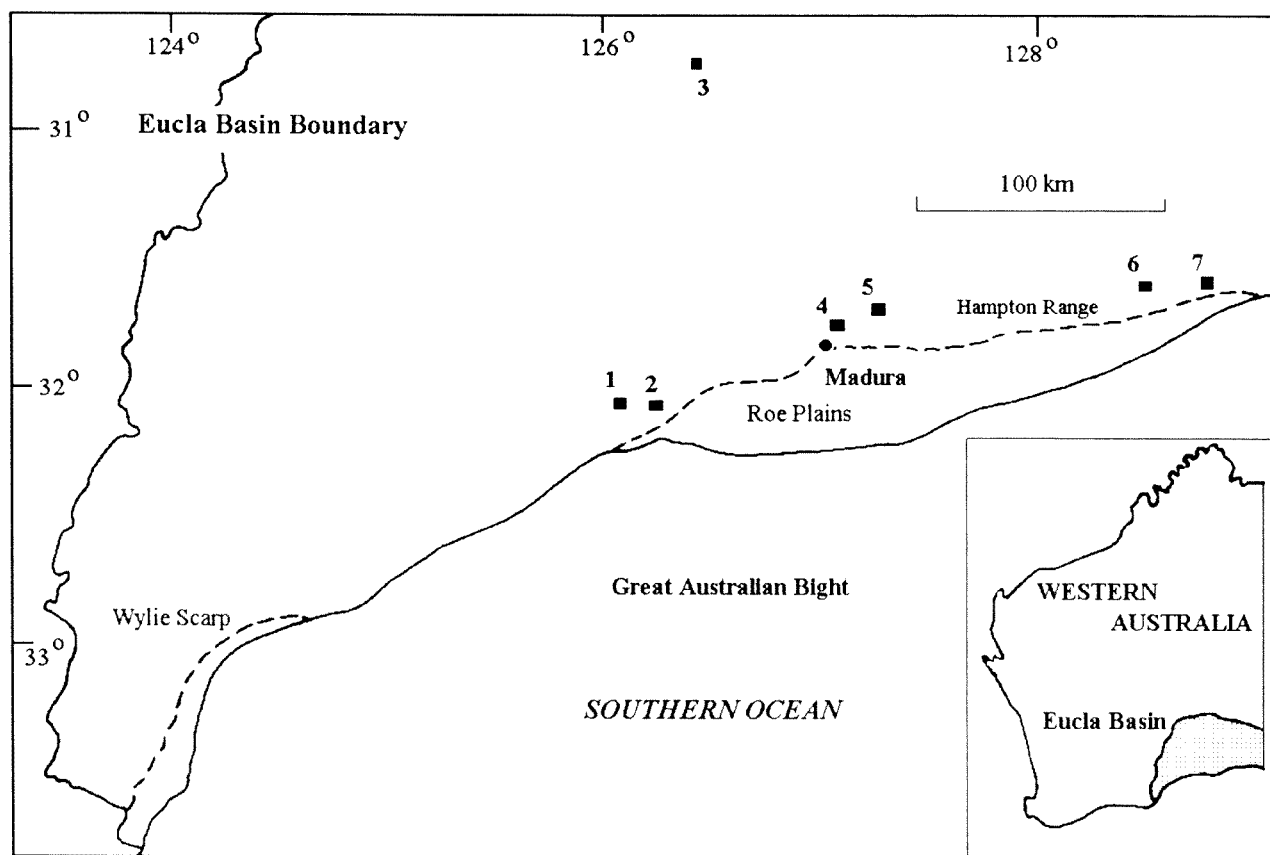 124°
126°
128°
3
31°
Eucla Basin Boundary
100 km
6
7
5
4
Hampton Range
32°
1
2
Madura
Roe Plains
Great Australian Bight
WESTERN
AUSTRALIA
Wylie Scarp
33°
SOUTHERN OCEAN
Eucla Basin